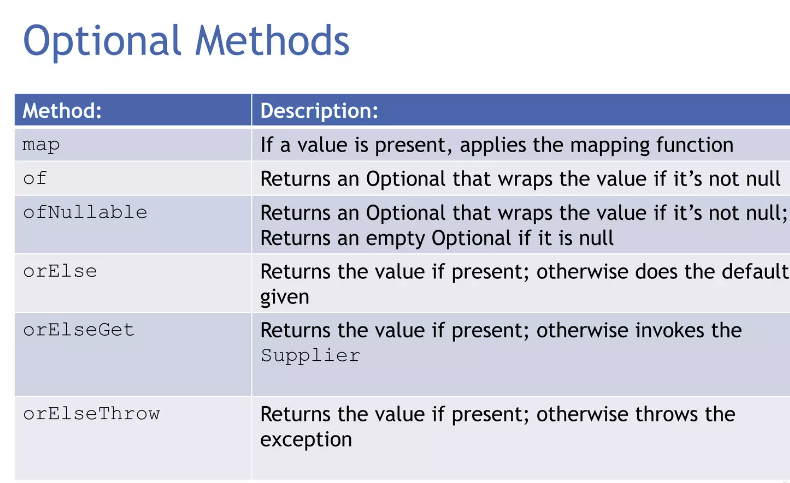 Optional Methods
Method: Description:
map If a value is present, applies the mapping function
of Returns an Optional that wraps the value if it’s not null
ofNullable Returns an Optional that wraps the value if it’s not null;
Returns an empty Optional if it is null
orElse Returns the value if present; otherwise does the default
given
orElseGet Returns the value if present; otherwise invokes the
Supplier
orElseThrow Returns the value if present; otherwise throws the
exception